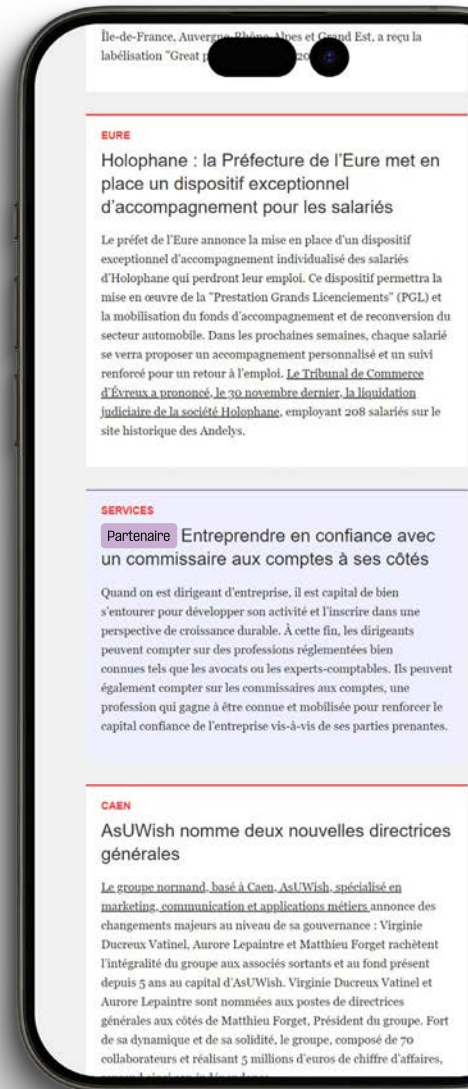 Île-de-France, Auvergne-Rhône-Alpes et Grand Est, a reçu la
labélisation "Great
EURE
Holophane : la Préfecture de l'Eure met en
place un dispositif exceptionnel
d'accompagnement pour les salariés
Le préfet de l'Eure annonce la mise en place d'un dispositif
exceptionnel d'accompagnement individualisé des salariés
d'Holophane qui perdront leur emploi. Ce dispositif permettra la
mise en œuvre de la "Prestation Grands Licenciements" (PGL) et
la mobilisation du fonds d'accompagnement et de reconversion du
secteur automobile. Dans les prochaines semaines, chaque salarié
se verra proposer un accompagnement personnalisé et un suivi
renforcé pour un retour à l'emploi. Le Tribunal de Commerce
d'Évreux a prononcé, le 30 novembre dernier, la liquidation
judiciaire de la société Holophane, employant 208 salariés sur le
site historique des Andelys.
SERVICES
Partenaire Entreprendre en confiance avec
un commissaire aux comptes à ses côtés
Quand on est dirigeant d'entreprise, il est capital de bien
s'entourer pour développer son activité et l'inscrire dans une
perspective de croissance durable. À cette fin, les dirigeants
peuvent compter sur des professions réglementées bien
connues tels que les avocats ou les experts-comptables. Ils peuvent
également compter sur les commissaires aux comptes, une
profession qui gagne à être connue et mobilisée pour renforcer le
capital confiance de l'entreprise vis-à-vis de ses parties prenantes.
CAEN
AsUWish nomme deux nouvelles directrices
générales
Le groupe normand, basé à Caen, AsUWish, spécialisé en
marketing, communication et applications métiers annonce des
changements majeurs au niveau de sa gouvernance : Virginie
Ducreux Vatinel, Aurore Lepaintre et Matthieu Forget rachètent
l'intégralité du groupe aux associés sortants et au fond présent
depuis 5 ans au capital d'AsUWish. Virginie Ducreux Vatinel et
Aurore Lepaintre sont nommées aux postes de directrices
générales aux côtés de Matthieu Forget, Président du groupe. Fort
de sa dynamique et de sa solidité, le groupe, composé de 70
collaborateurs et réalisant 5 millions d'euros de chiffre d'affaires,